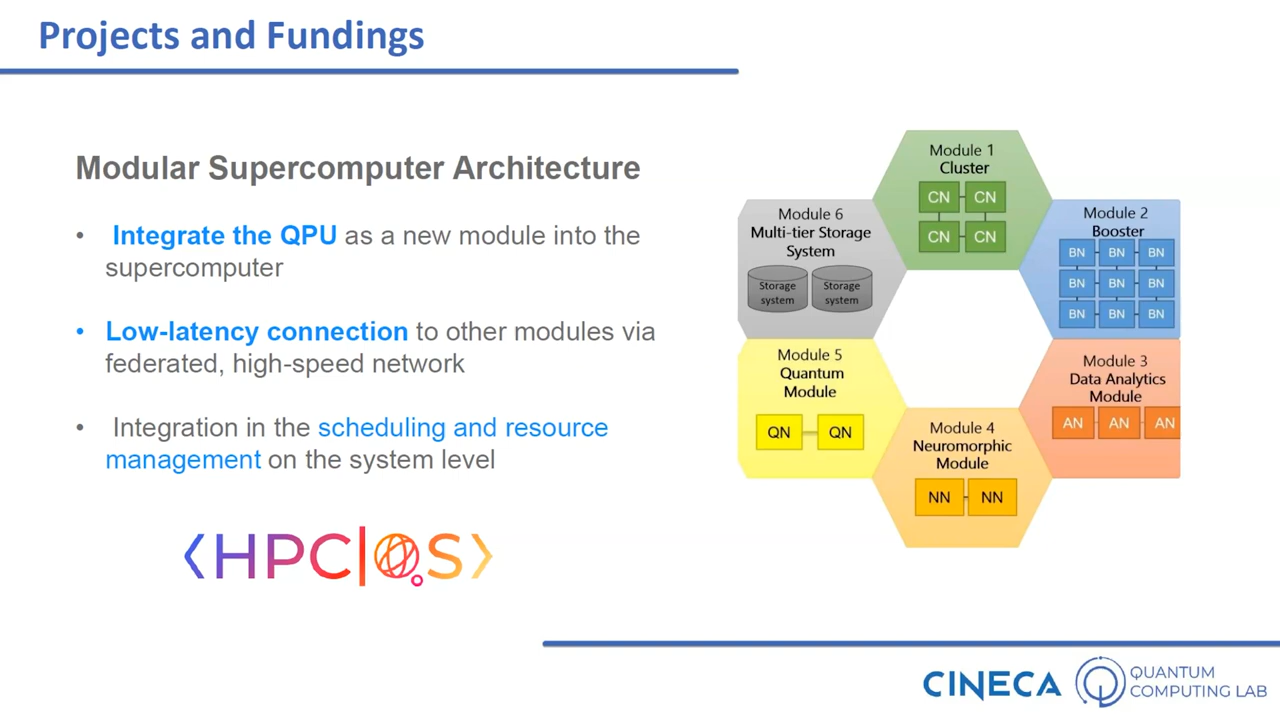 Projects and Fundings
Modular Supercomputer Architecture
• Integrate the QPU as a new module into the
supercomputer
• Low-latency connection to other modules via
federated, high-speed network
• Integration in the scheduling and resource
management on the system level
<HPC|QS>
Module 1
Cluster
CN CN
CN CN
Module 2
Booster
BN BN BN
BN BN BN
BN BN BN
Module 3
Data Analytics
Module
AN AN AN
Module 4
Neuromorphic
Module
NN NN
Module 5
Quantum
Module
QN QN
Module 6
Multi-tier Storage
System
Storage
system
Storage
system
CINECA
QUANTUM
COMPUTING LAB